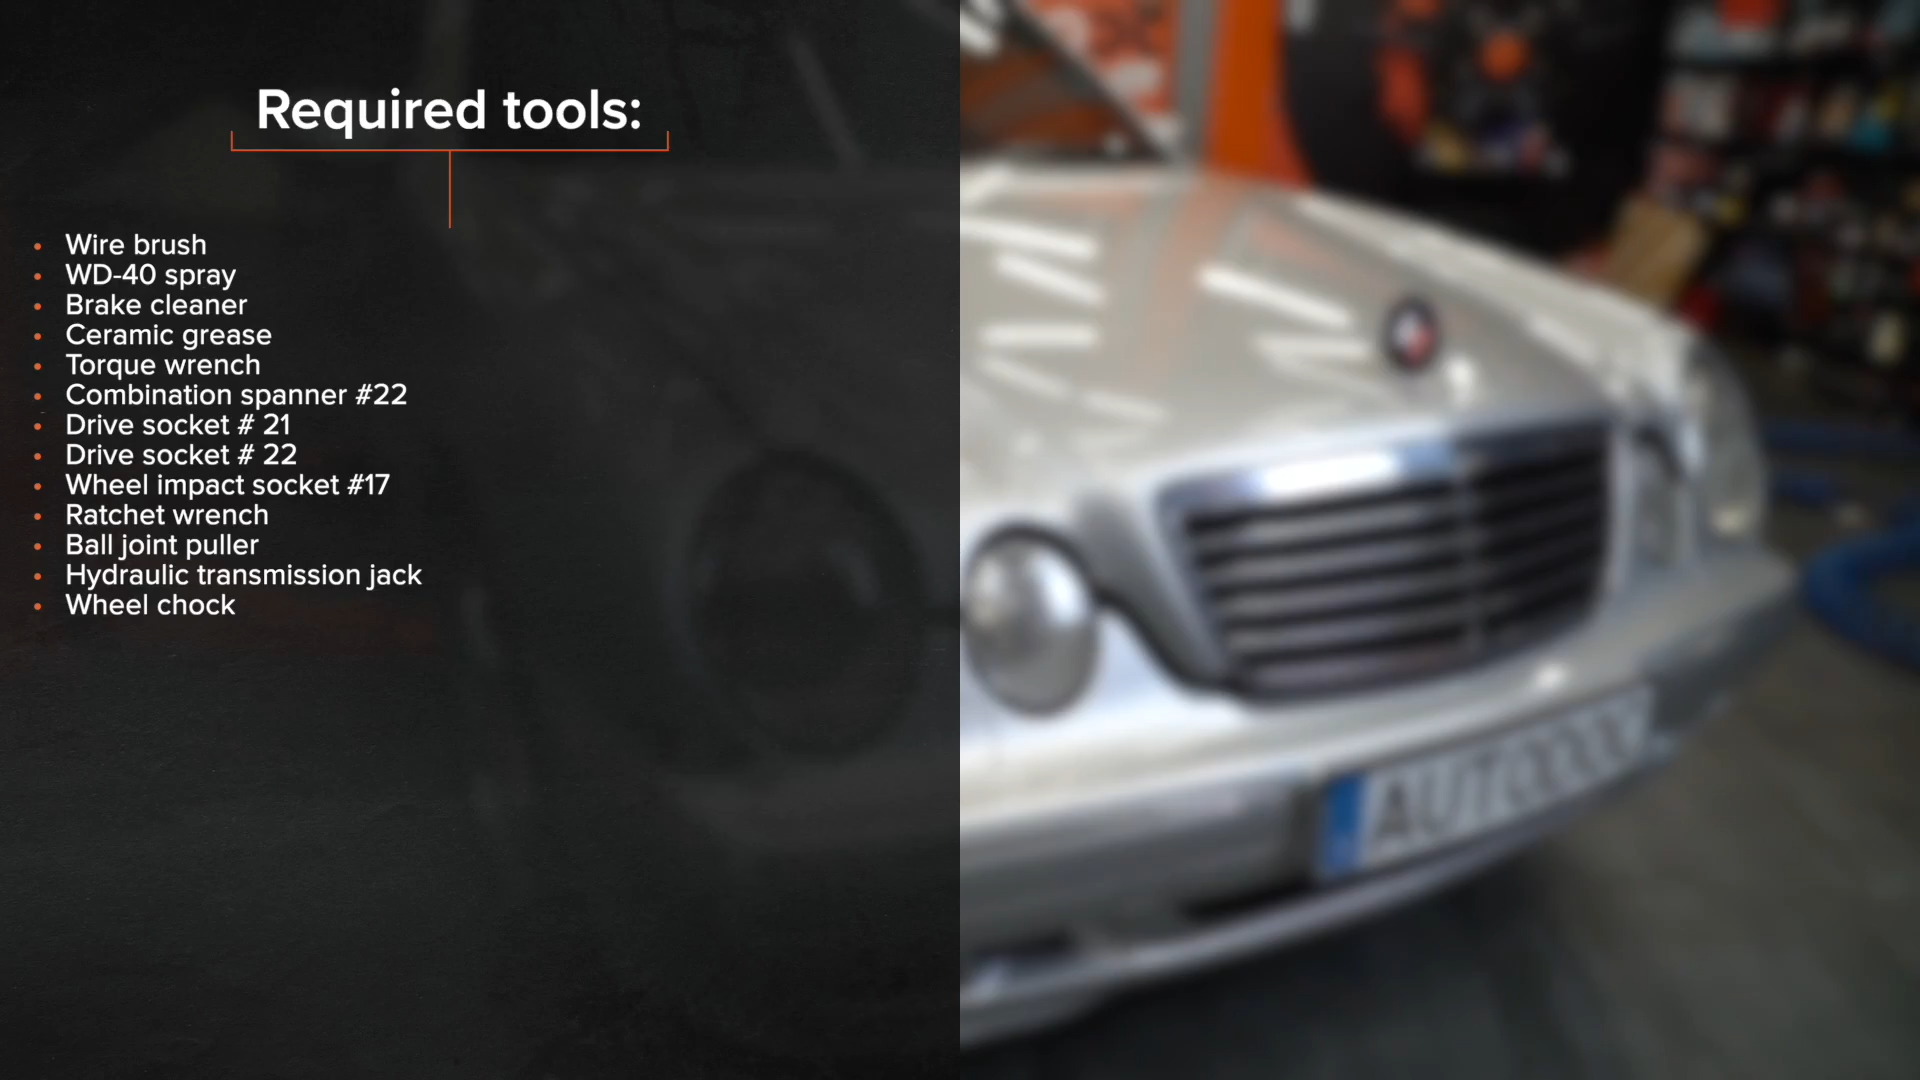 Required tools:
Wire brush
WD-40 spray
Brake cleaner
Ceramic grease
Torque wrench
Combination spanner #22
Drive socket # 21
Drive socket # 22
Wheel impact socket #17
Ratchet wrench
Ball joint puller
Hydraulic transmission jack
Wheel chock